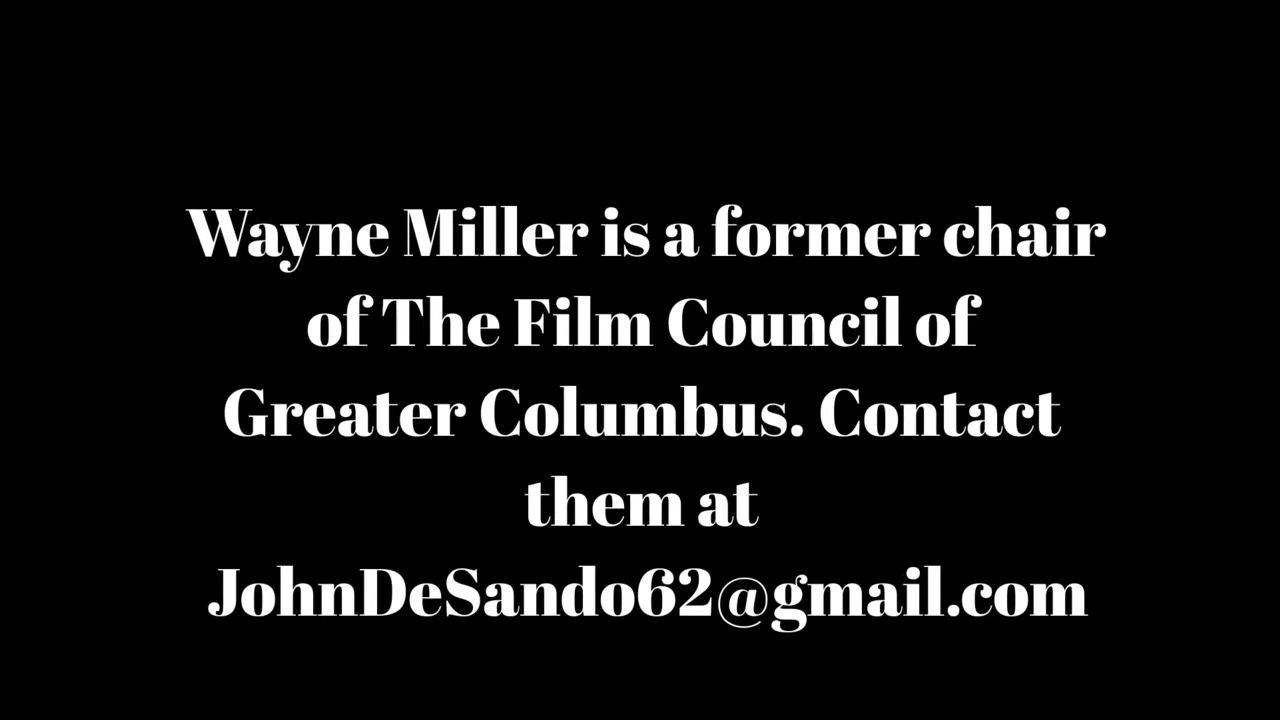 Wayne Miller is a former chair
of The Film Council of
Greater Columbus. Contact
them at
JohnDeSando62@gmail.com